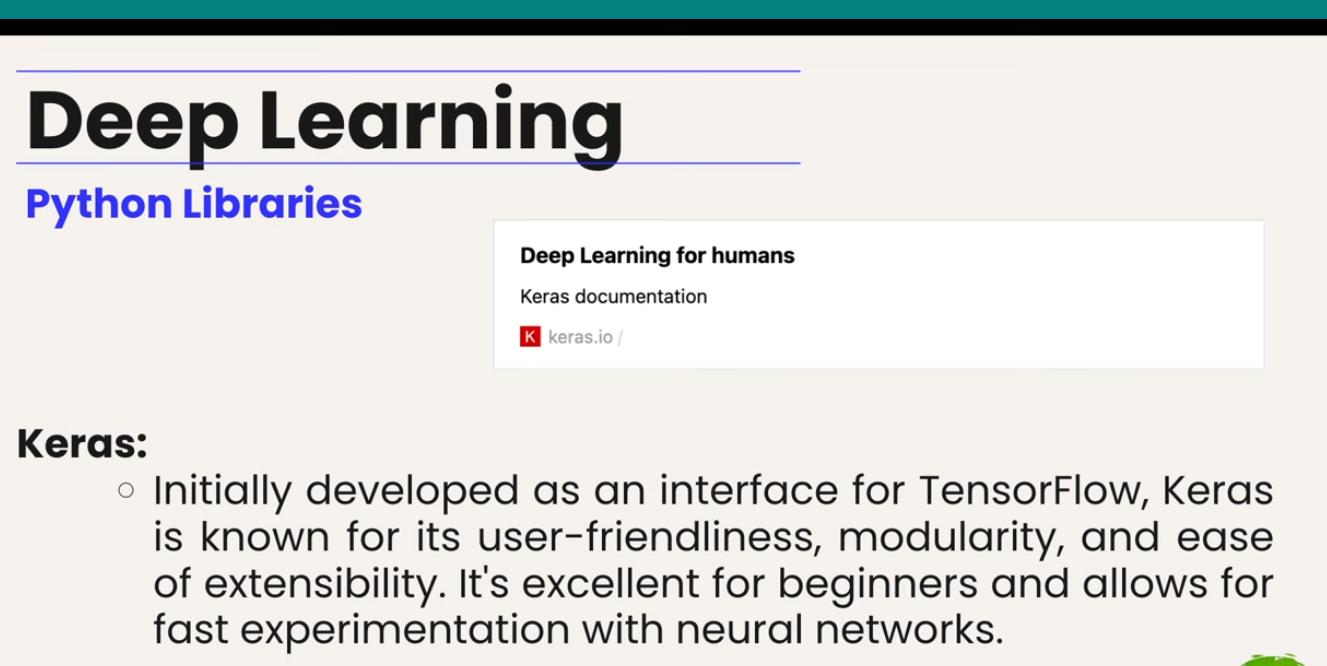 Deep Learning
Python Libraries
Deep Learning for humans
Keras documentation
K keras.io /
Keras:
○ Initially developed as an interface for TensorFlow, Keras
is known for its user-friendliness, modularity, and ease
of extensibility. It's excellent for beginners and allows for
fast experimentation with neural networks.